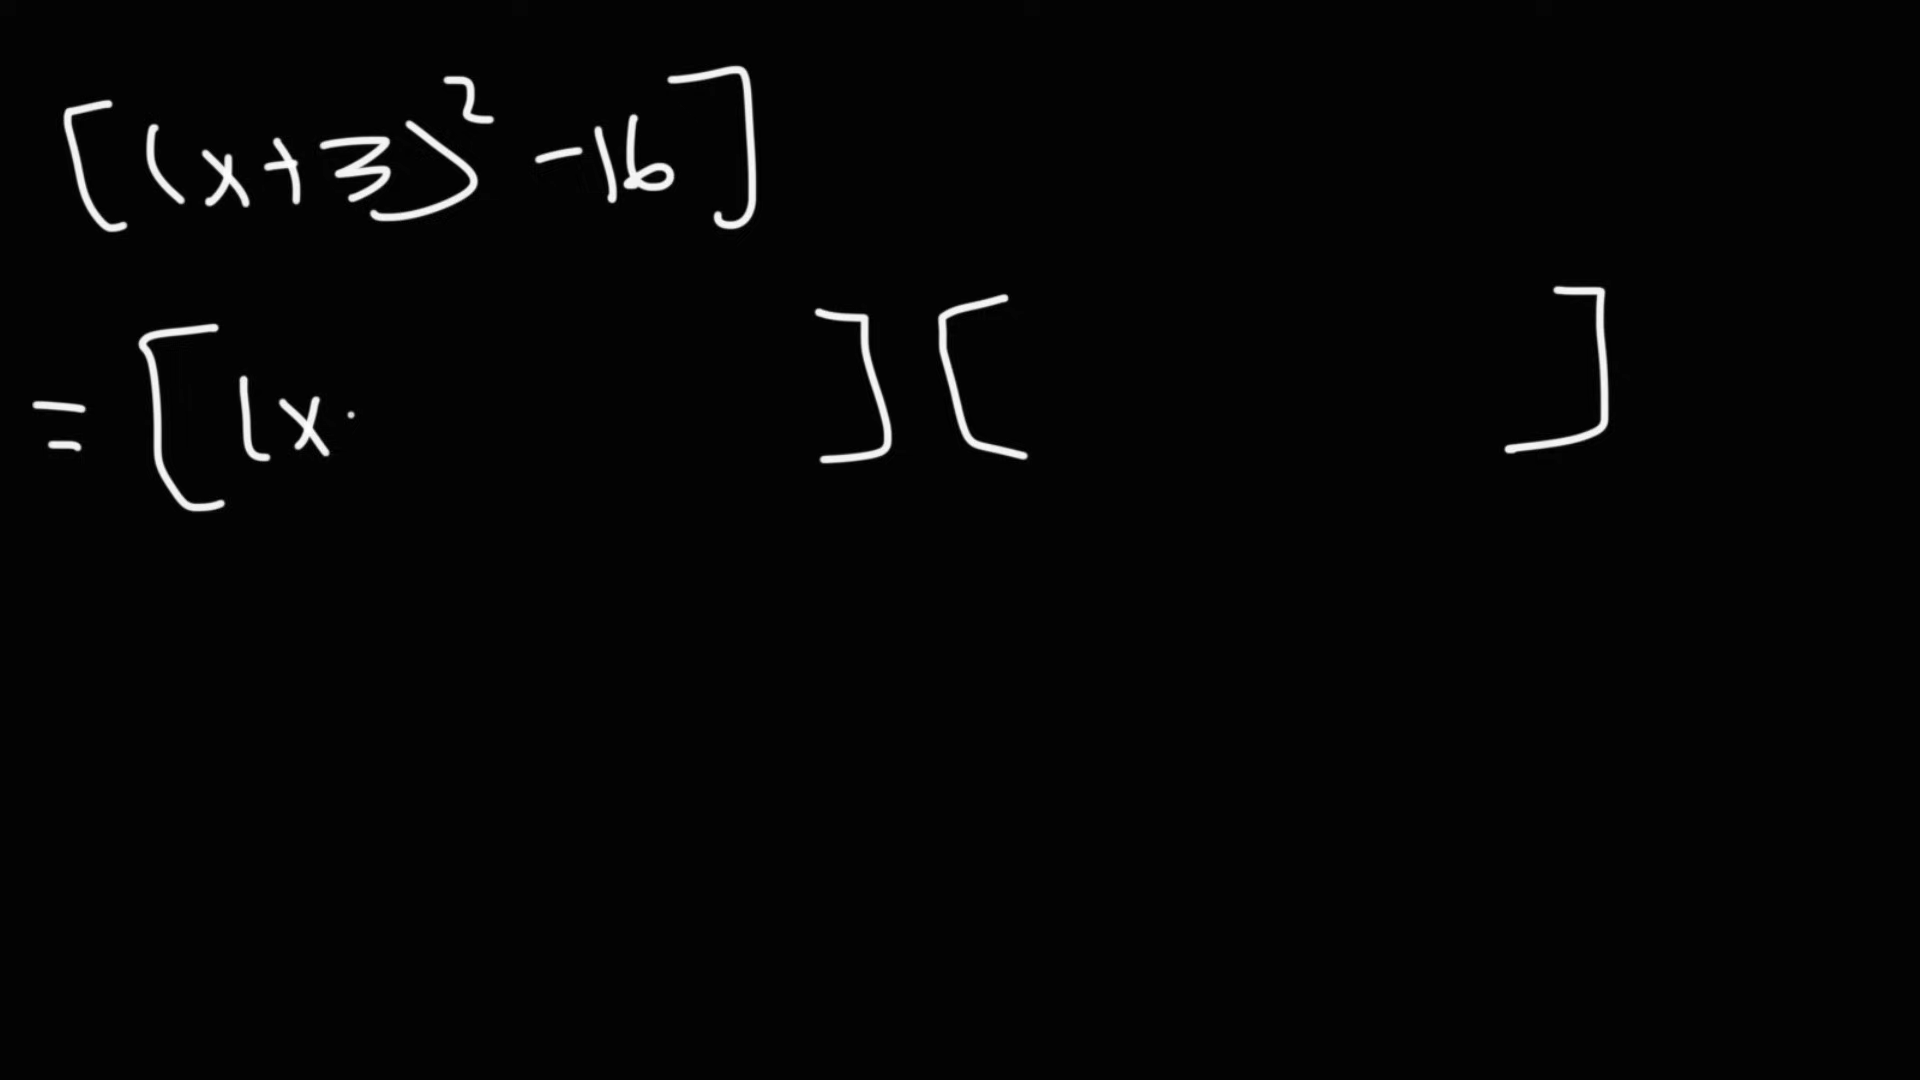 [(x+3)² -16]
= [(x· ][ ]